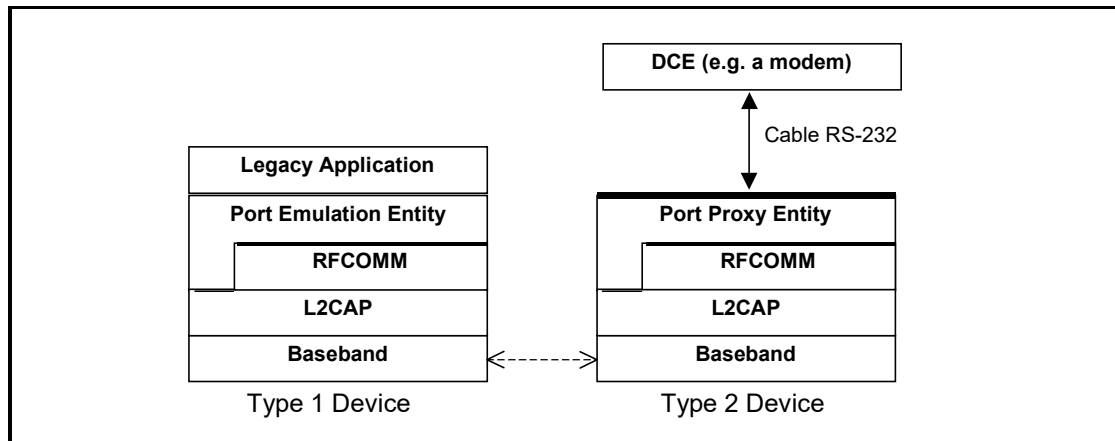 DCE (e.g. a modem)
Cable RS-232
Legacy Application
Port Emulation Entity
RFCOMM
L2CAP
Baseband
Type 1 Device
Port Proxy Entity
RFCOMM
L2CAP
Baseband
Type 2 Device